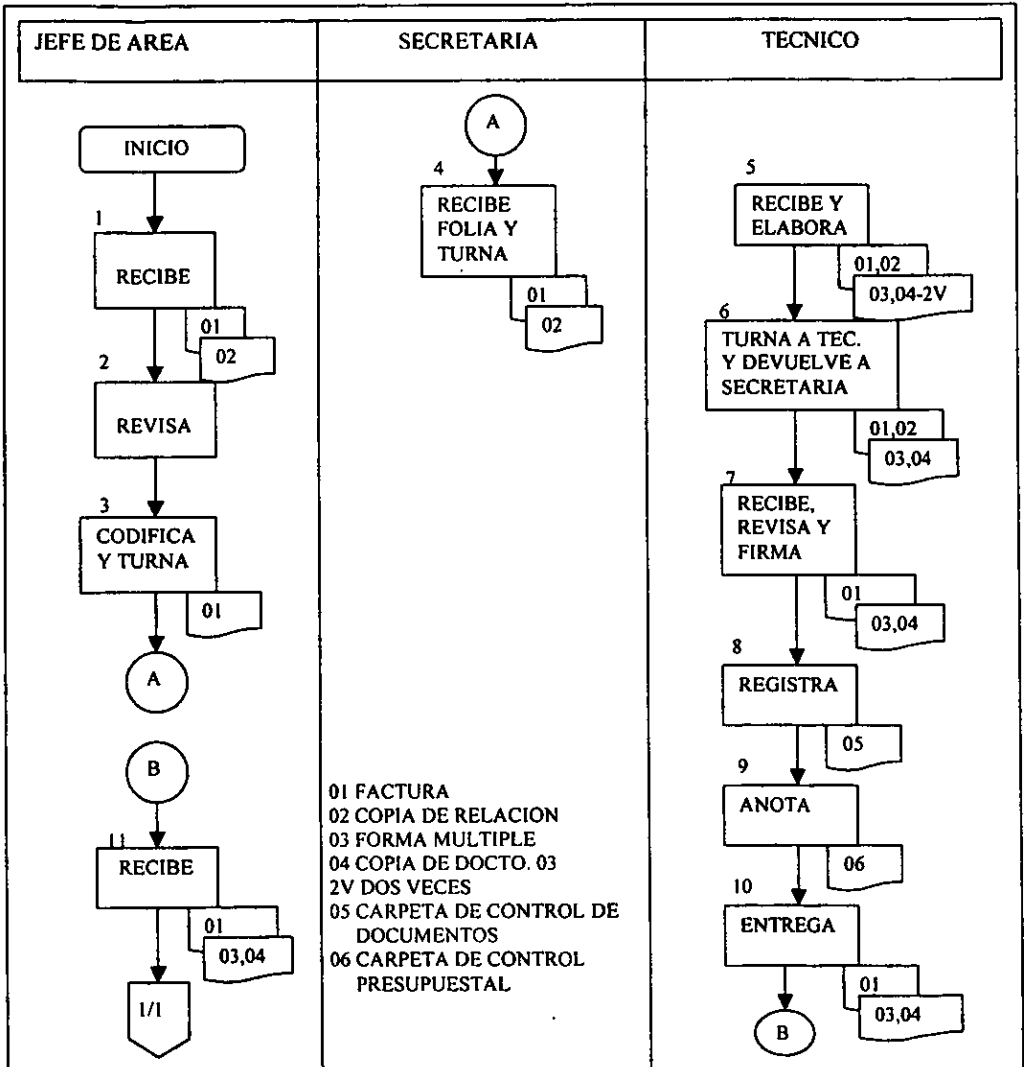 JEFE DE AREA
SECRETARIA
TECNICO
INICIO
1
RECIBE
01
02
2
REVISA
3
CODIFICA
Y TURNA
01
A
B
11
RECIBE
01
03,04
1/1
A
4
RECIBE
FOLIA Y
TURNA
01
02
01 FACTURA
02 COPIA DE RELACION
03 FORMA MULTIPLE
04 COPIA DE DOCTO. 03
2V DOS VECES
05 CARPETA DE CONTROL DE
DOCUMENTOS
06 CARPETA DE CONTROL
PRESUPUESTAL
5
RECIBE Y
ELABORA
01,02
03,04-2V
6
TURNA A TEC.
Y DEVUELVE A
SECRETARIA
01,02
03,04
7
RECIBE,
REVISA Y
FIRMA
01
03,04
8
REGISTRA
05
9
ANOTA
06
10
ENTREGA
01
03,04
B